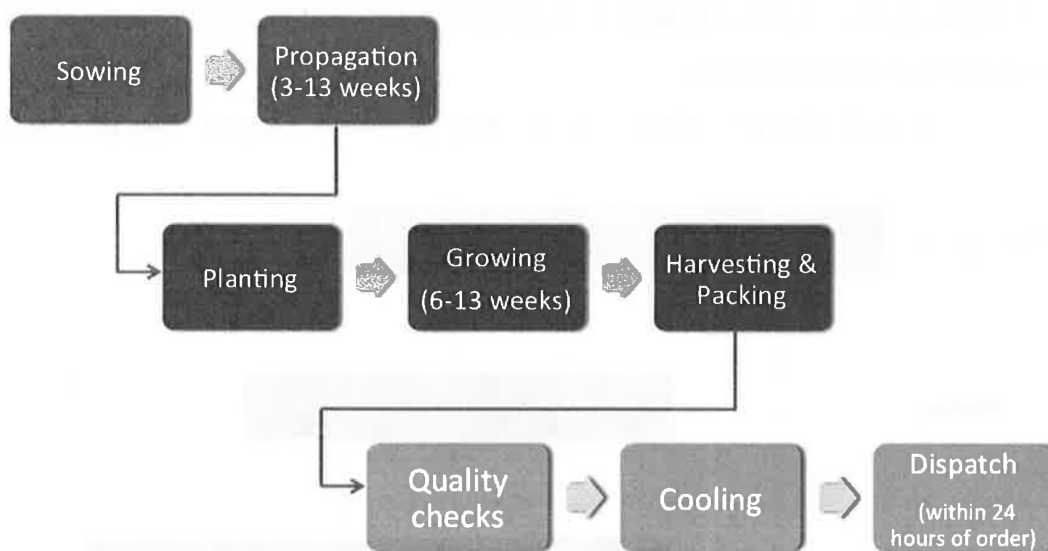 Sowing
Propagation
(3-13 weeks)
Planting
Growing
(6-13 weeks)
Harvesting &
Packing
Quality
checks
Cooling
Dispatch
(within 24
hours of order)